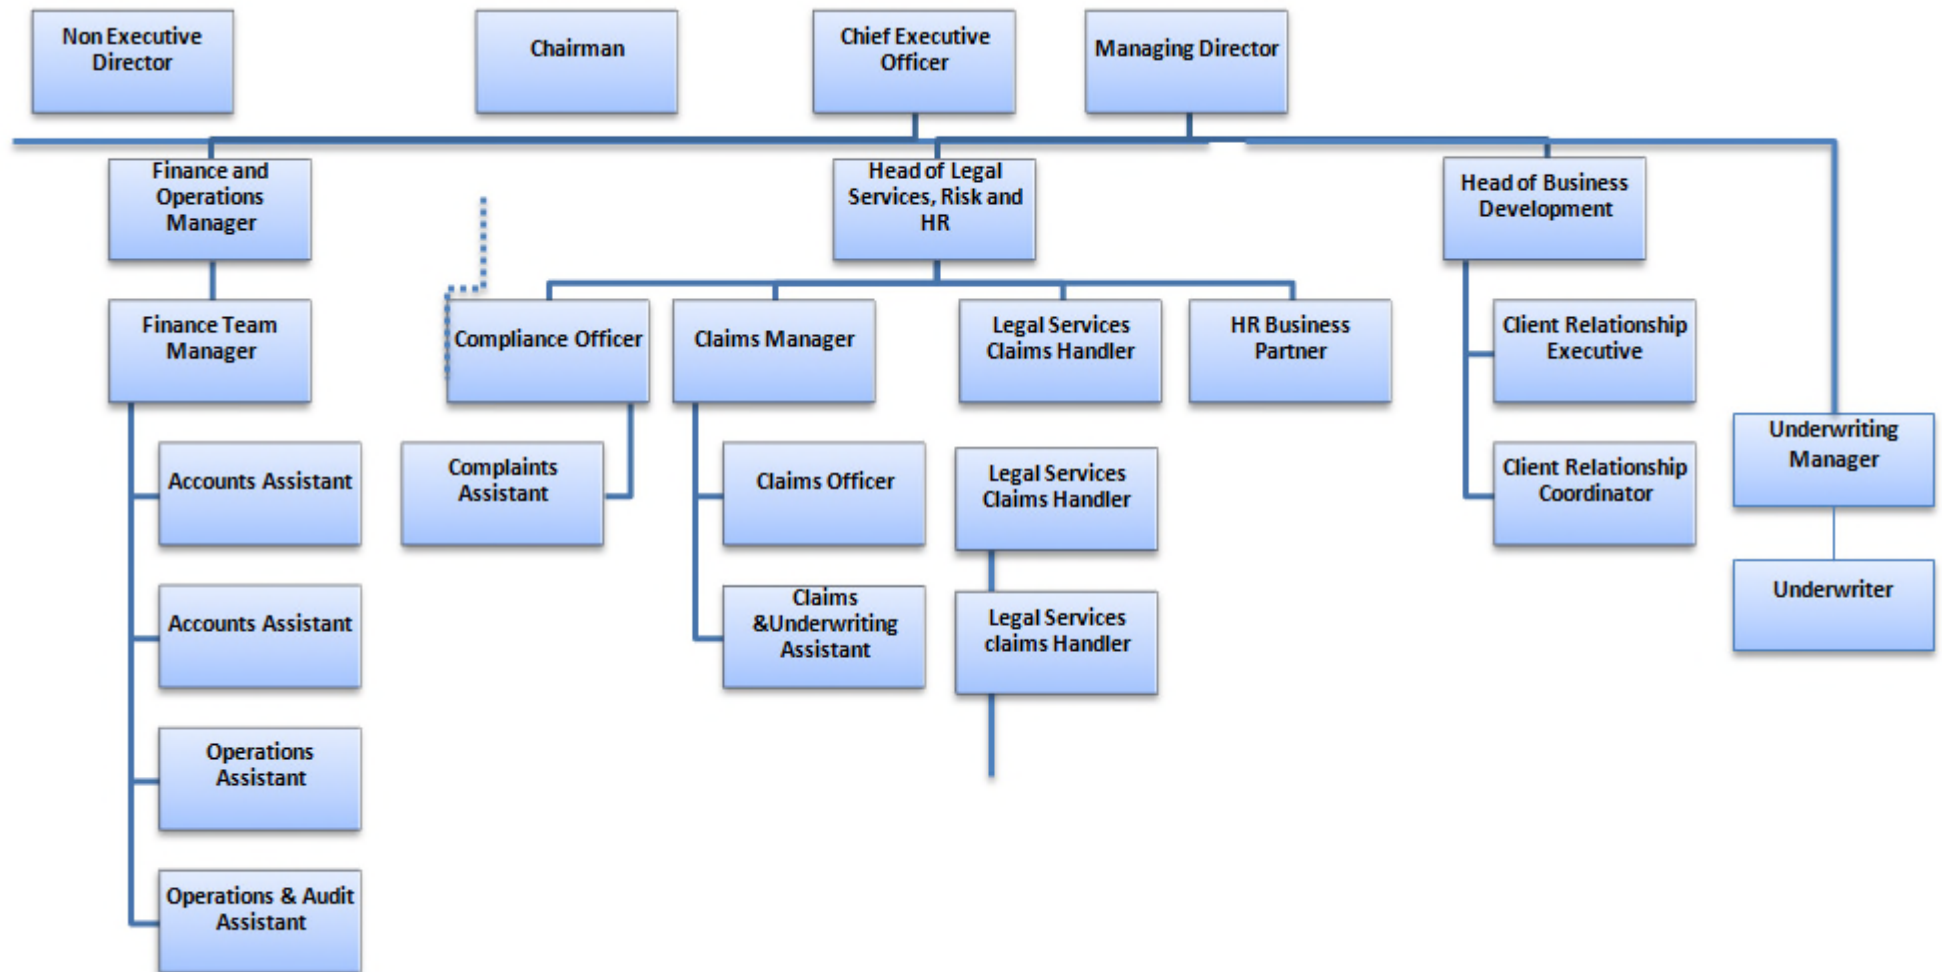 Non Executive
Director
Chairman
Chief Executive
Officer
Managing Director
Finance and
Operations
Manager
Head of Legal
Services, Risk and
HR
Head of Business
Development
Finance Team
Manager
Compliance Officer
Claims Manager
Legal Services
Claims Handler
HR Business
Partner
Client Relationship
Executive
Underwriting
Manager
Accounts Assistant
Complaints
Assistant
Claims Officer
Legal Services
Claims Handler
Client Relationship
Coordinator
Underwriter
Accounts Assistant
Claims
&Underwriting
Assistant
Legal Services
claims Handler
Operations
Assistant
Operations & Audit
Assistant